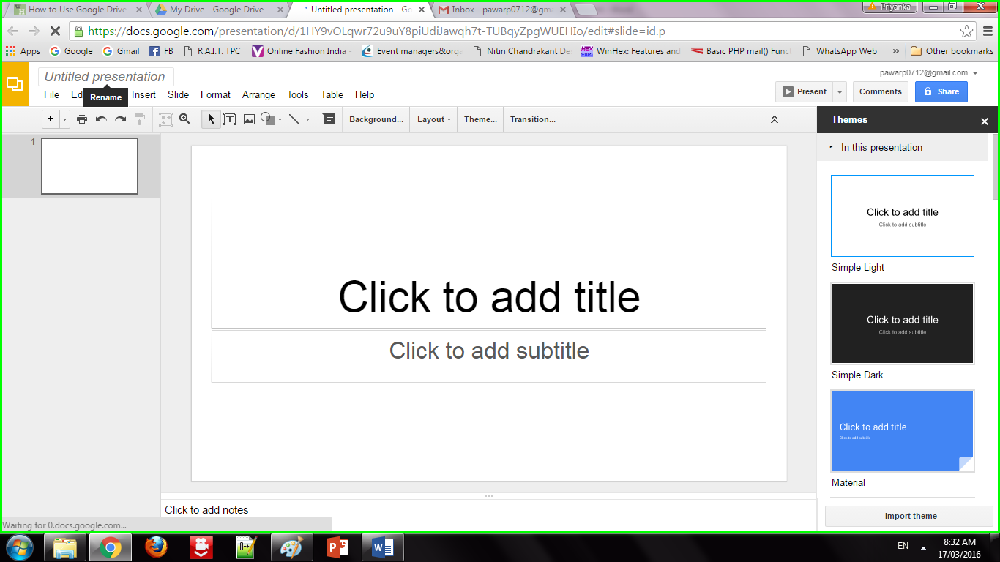 How to Use Google Drive
My Drive - Google Drive
* Untitled presentation - Go
Inbox - pawarp0712@gm
Priyanka
https://docs.google.com/presentation/d/1HY9vOLqwr72u9uY8piUdiJawqh7t-TUBqyZpgWUEHIo/edit#slide=id.p
Apps Google Gmail FB R.A.I.T. TPC Online Fashion India - Event managers&orga Nitin Chandrakant De WinHex: Features and Basic PHP mail() Funct WhatsApp Web » Other bookmarks
Untitled presentation
pawarp0712@gmail.com
File Ed Insert Slide Format Arrange Tools Table Help
Rename
Present Comments Share
Background... Layout Theme... Transition...
Themes
In this presentation
1
Click to add title
Click to add subtitle
Click to add title
Click to add subtitle
Simple Light
Click to add title
Click to add subtitle
Simple Dark
Click to add title
Click to add subtitle
Material
Click to add notes
Import theme
Waiting for 0.docs.google.com...
EN
8:32 AM
17/03/2016